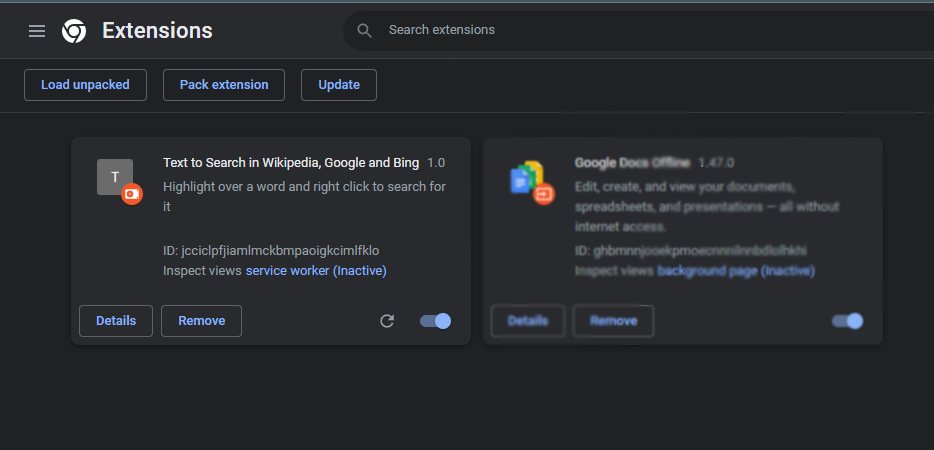 Extensions
Search extensions
Load unpacked
Pack extension
Update
T
Text to Search in Wikipedia, Google and Bing 1.0
Highlight over a word and right click to search for
it
ID: jcciclpfjiamlmckbmpaoigkcimlfklo
Inspect views service worker (Inactive)
Details
Remove
Google Docs Offline 1.47.0
Edit, create, and view your documents,
spreadsheets, and presentations — all without
internet access.
ID:
Inspect views background page (Inactive)
Details
Remove